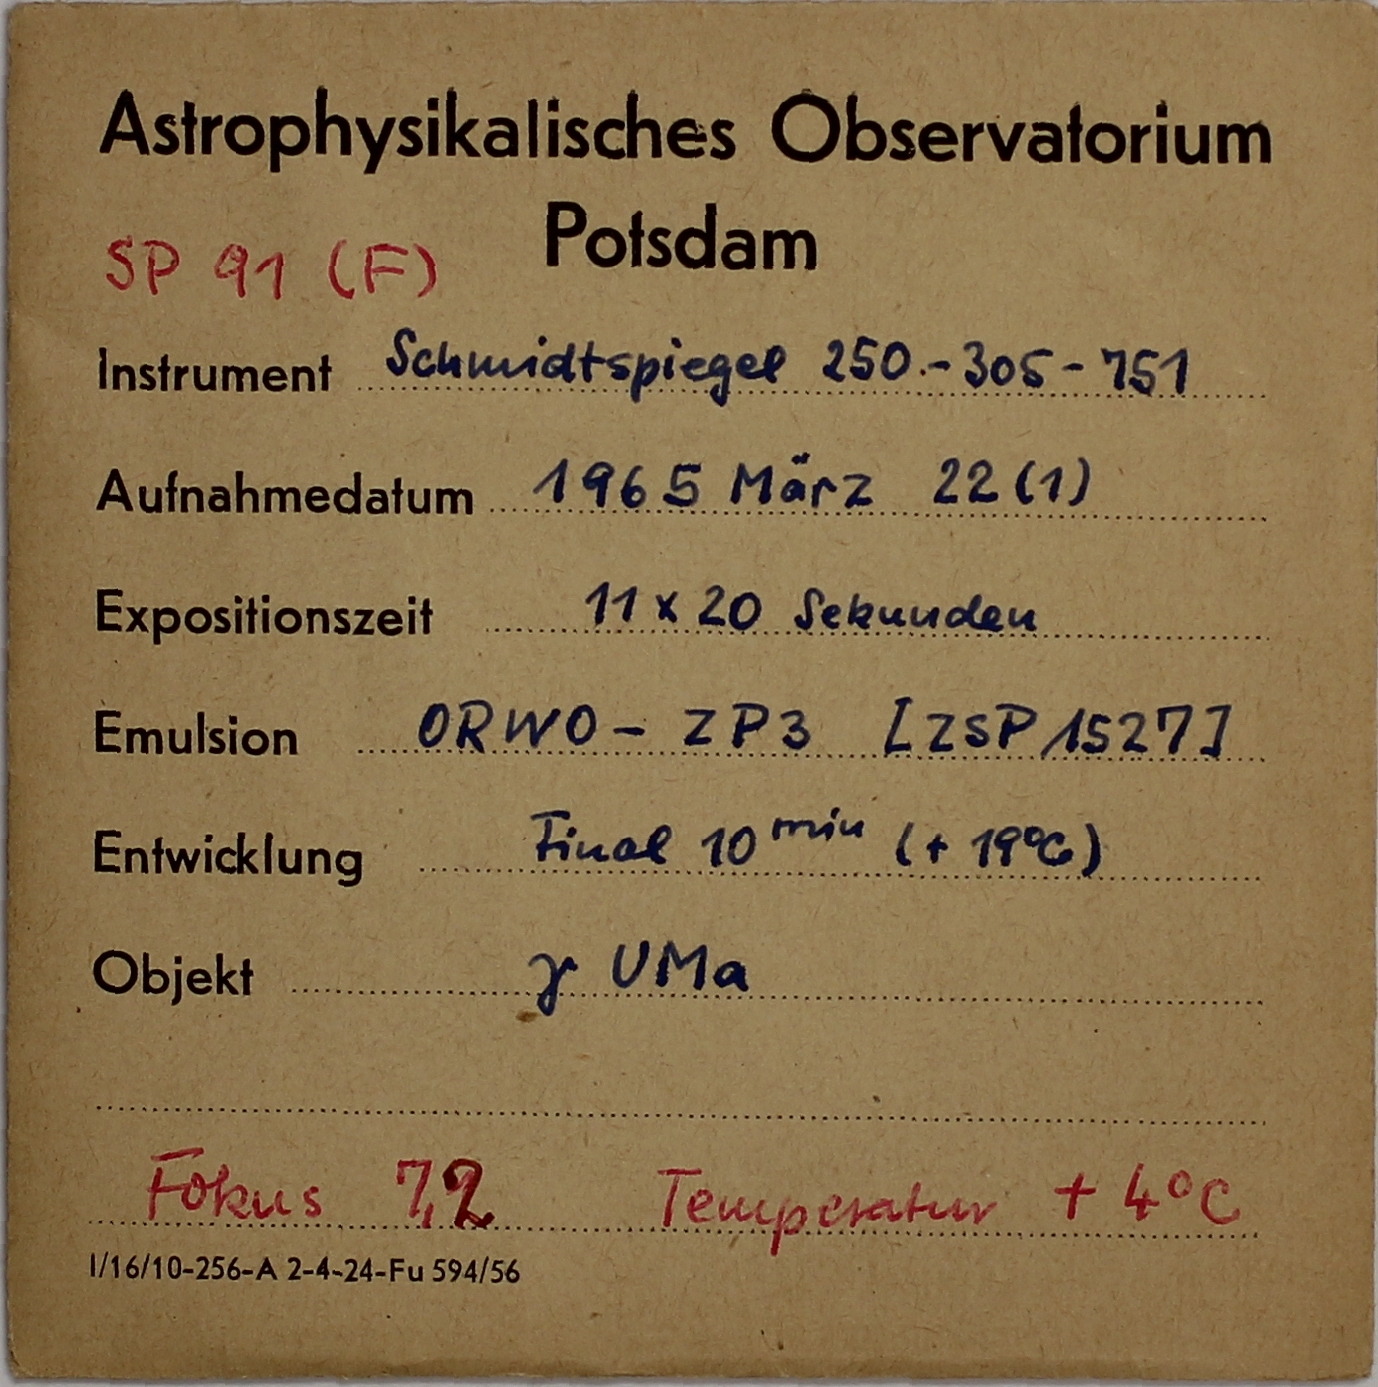 Astrophysikalisches Observatorium
Potsdam
SP 91 (F)
Instrument Schmidtspiegel 250-305-751
Aufnahmedatum 1965 März 22 (1)
Expositionszeit 11 x 20 Sekunden
Emulsion ORWO - ZP3 [ZSP 1527]
Entwicklung Final 10 min (+ 19°C)
Objekt γ UMa
Fokus 7,2 Temperatur + 4°C
I/16/10-256-A 2-4-24-Fu 594/56